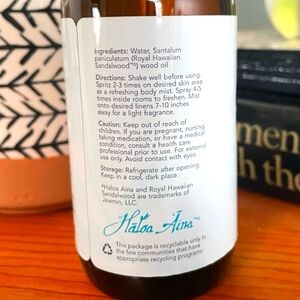 Ingredients: Water, Santalum
paniculatum (Royal Hawaiian
Sandalwood™ª) wood oil
Directions: Shake well before using.
Spritz 2-3 times on desired skin area
as a refreshing body mist. Spray 4-5
times inside rooms to freshen. Mist
onto desired linens 7-10 inches
away for a light fragrance.
Caution: Keep out of reach of
children. If you are pregnant, nursing,
taking medication, or have a medical
condition, consult a health care
professional prior to use. For external
use only. Avoid contact with eyes.
Storage: Refrigerate after opening.
Keep in a cool, dark place.
ªHaloa Aina and Royal Hawaiian
Sandalwood are trademarks of
Jawmin, LLC.
Hāloa ʻĀina™ª
This package is recyclable only in
the few communities that have
appropriate recycling programs
men
n the